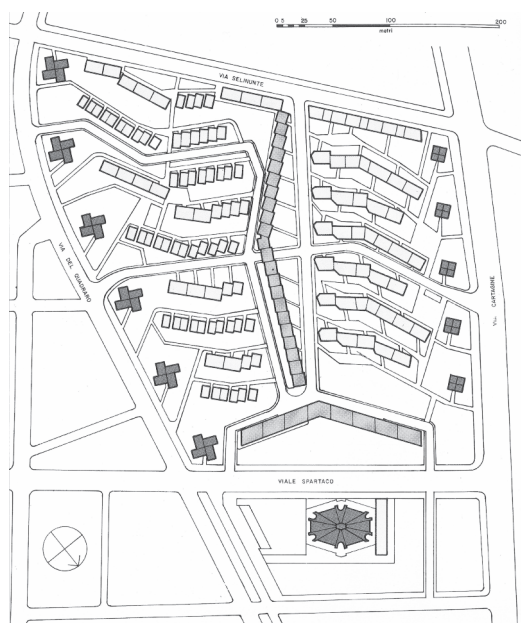 0 5 25 50 100 200
metri
VIA SELINUNTE
VIA DEL QUADRARO
VIA CARTAGINE
VIALE SPARTACO